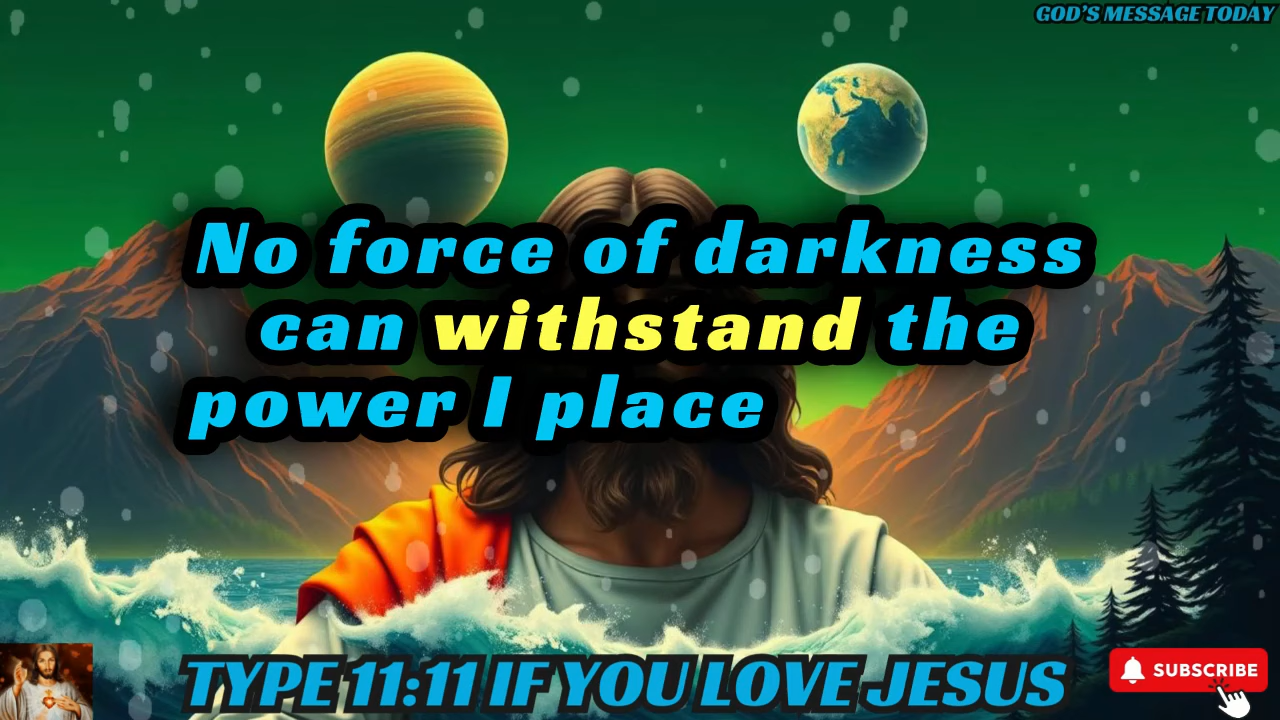 GOD'S MESSAGE TODAY
No force of darkness
can withstand the
power I place
TYPE 11:11 IF YOU LOVE JESUS
SUBSCRIBE